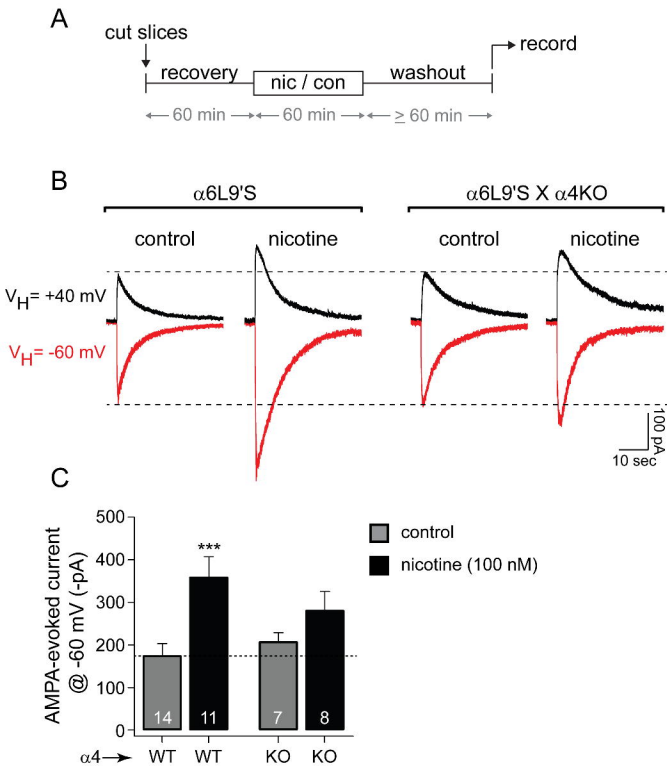 A
cut slices
record
recovery
nic / con
washout
60 min
60 min
≥ 60 min
B
α6L9'S
α6L9'S X α4KO
control
nicotine
control
nicotine
VH= +40 mV
VH= -60 mV
100 pA
10 sec
C
AMPA-evoked current
@ -60 mV (-pA)
500
400
300
200
100
0
***
14
11
7
8
α4
WT
WT
KO
KO
control
nicotine (100 nM)